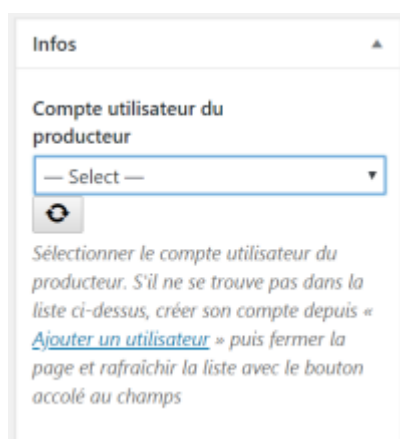 Infos
Compte utilisateur du
producteur
— Select —
Sélectionner le compte utilisateur du
producteur. S'il ne se trouve pas dans la
liste ci-dessus, créer son compte depuis «
Ajouter un utilisateur » puis fermer la
page et rafraîchir la liste avec le bouton
accolé au champs